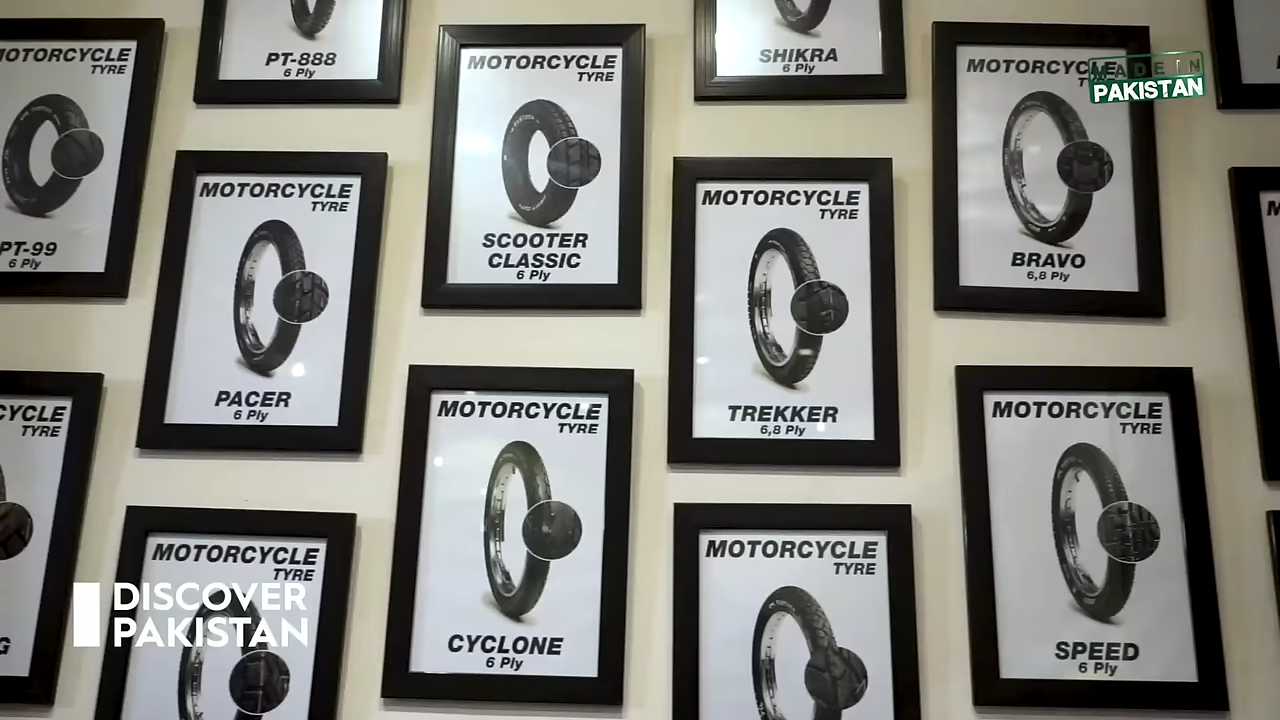 PT-888
6 Ply
SHIKRA
6 Ply
MOTORCYCLE
TYRE
PT-99
6 Ply
MOTORCYCLE
TYRE
SCOOTER
CLASSIC
6 Ply
MOTORCYCLE
BRAVO
6,8 Ply
MADE IN
PAKISTAN
MOTORCYCLE
TYRE
PACER
6 Ply
MOTORCYCLE
TYRE
TREKKER
6,8 Ply
CYCLE
TYRE
G
MOTORCYCLE
TYRE
CYCLONE
6 Ply
MOTORCYCLE
TYRE
SPEED
6 Ply
MOTORCYCLE
TYRE
MOTORCYCLE
TYRE
DISCOVER
PAKISTAN